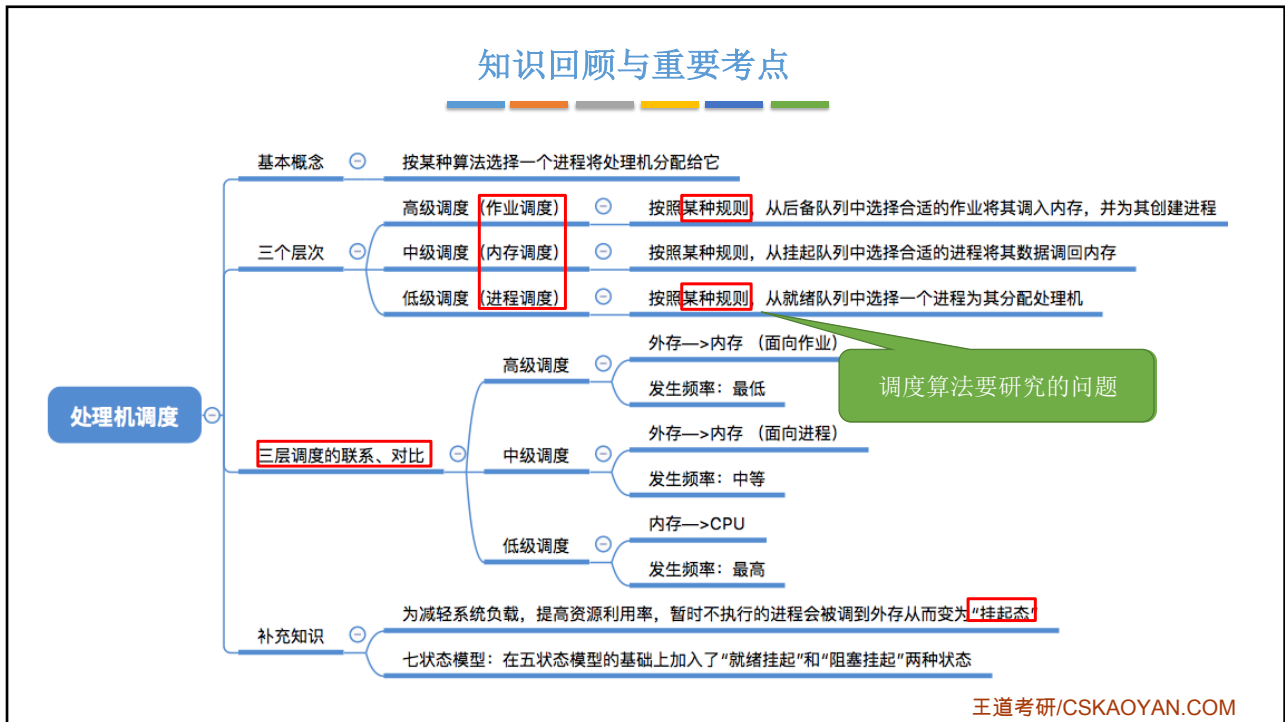 知识回顾与重要考点
基本概念
按某种算法选择一个进程将处理机分配给它
高级调度（作业调度）
按照某种规则，从后备队列中选择合适的作业将其调入内存，并为其创建进程
三个层次
中级调度（内存调度）
按照某种规则，从挂起队列中选择合适的进程将其数据调回内存
低级调度（进程调度）
按照某种规则，从就绪队列中选择一个进程为其分配处理机
调度算法要研究的问题
处理机调度
三层调度的联系、对比
高级调度
外存—>内存 （面向作业）
发生频率：最低
中级调度
外存—>内存 （面向进程）
发生频率：中等
低级调度
内存—>CPU
发生频率：最高
补充知识
为减轻系统负载，提高资源利用率，暂时不执行的进程会被调到外存从而变为“挂起态”
七状态模型：在五状态模型的基础上加入了“就绪挂起”和“阻塞挂起”两种状态
王道考研/CSKAOYAN.COM